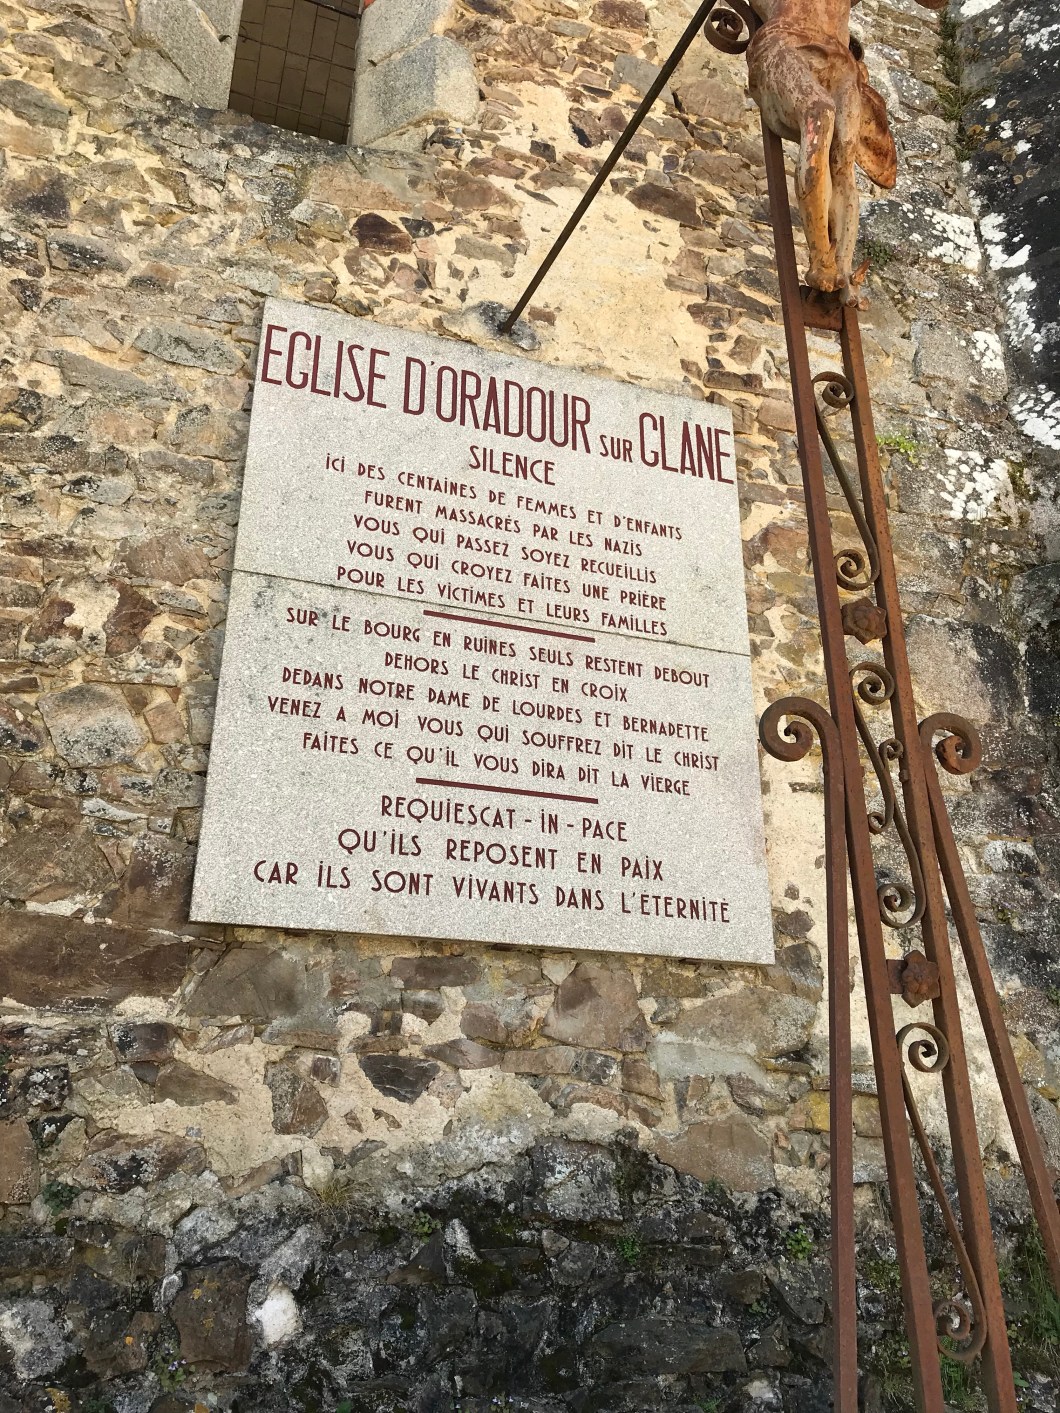 EGLISE D'ORADOUR SUR GLANE
SILENCE
ICI DES CENTAINES DE FEMMES ET D'ENFANTS
FURENT MASSACRÉS PAR LES NAZIS
VOUS QUI PASSEZ SOYEZ RECUEILLIS
VOUS QUI CROYEZ FAITES UNE PRIÈRE
POUR LES VICTIMES ET LEURS FAMILLES
SUR LE BOURG EN RUINES SEULS RESTENT DEBOUT
DEHORS LE CHRIST EN CROIX
DEDANS NOTRE DAME DE LOURDES ET BERNADETTE
VENEZ A MOI VOUS QUI SOUFFREZ DIT LE CHRIST
FAITES CE QU'IL VOUS DIRA DIT LA VIERGE
REQUIESCAT - IN - PACE
QU'ILS REPOSENT EN PAIX
CAR ILS SONT VIVANTS DANS L'ÉTERNITÉ